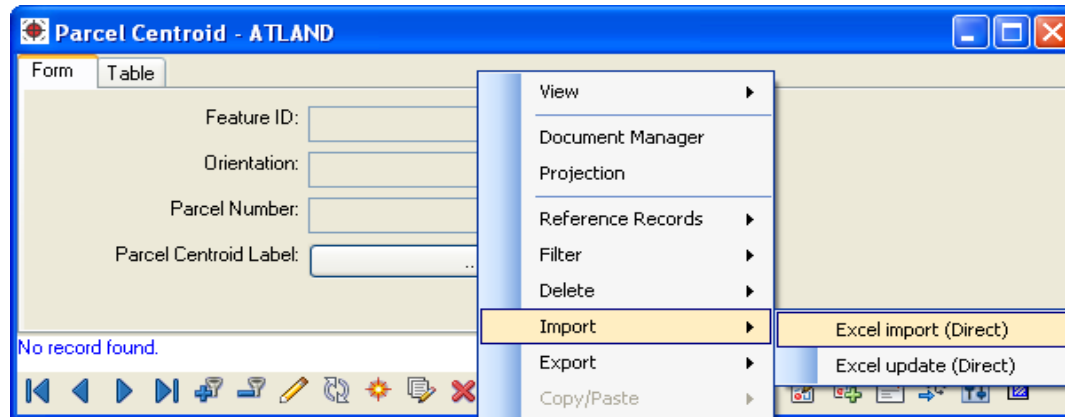 Parcel Centroid - ATLAND
Form Table
Feature ID:
Orientation:
Parcel Number:
Parcel Centroid Label:
...
No record found.
View
Document Manager
Projection
Reference Records
Filter
Delete
Import
Export
Copy/Paste
Excel import (Direct)
Excel update (Direct)